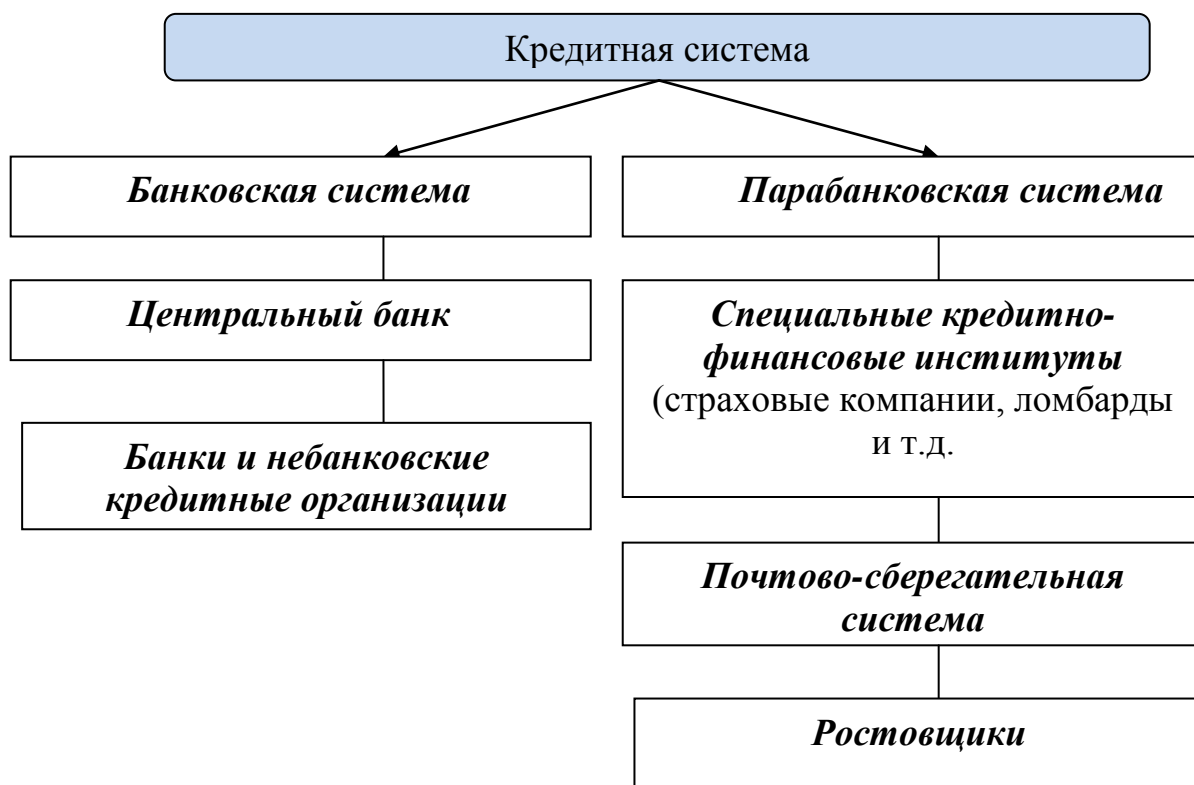 Кредитная система
Банковская система
Парабанковская система
Центральный банк
Специальные кредитно-
финансовые институты
(страховые компании, ломбарды
и т.д.
Банки и небанковские
кредитные организации
Почтово-сберегательная
система
Ростовщики